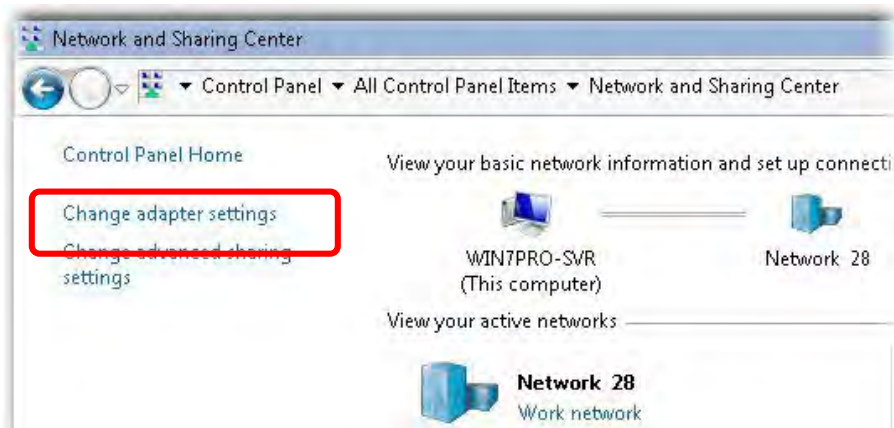 Network and Sharing Center
Control Panel ▾ All Control Panel Items ▾ Network and Sharing Center
Control Panel Home
Change adapter settings
Change advanced sharing
settings
View your basic network information and set up connecti
WIN7PRO-SVR
(This computer)
Network 28
View your active networks
Network 28
Work network